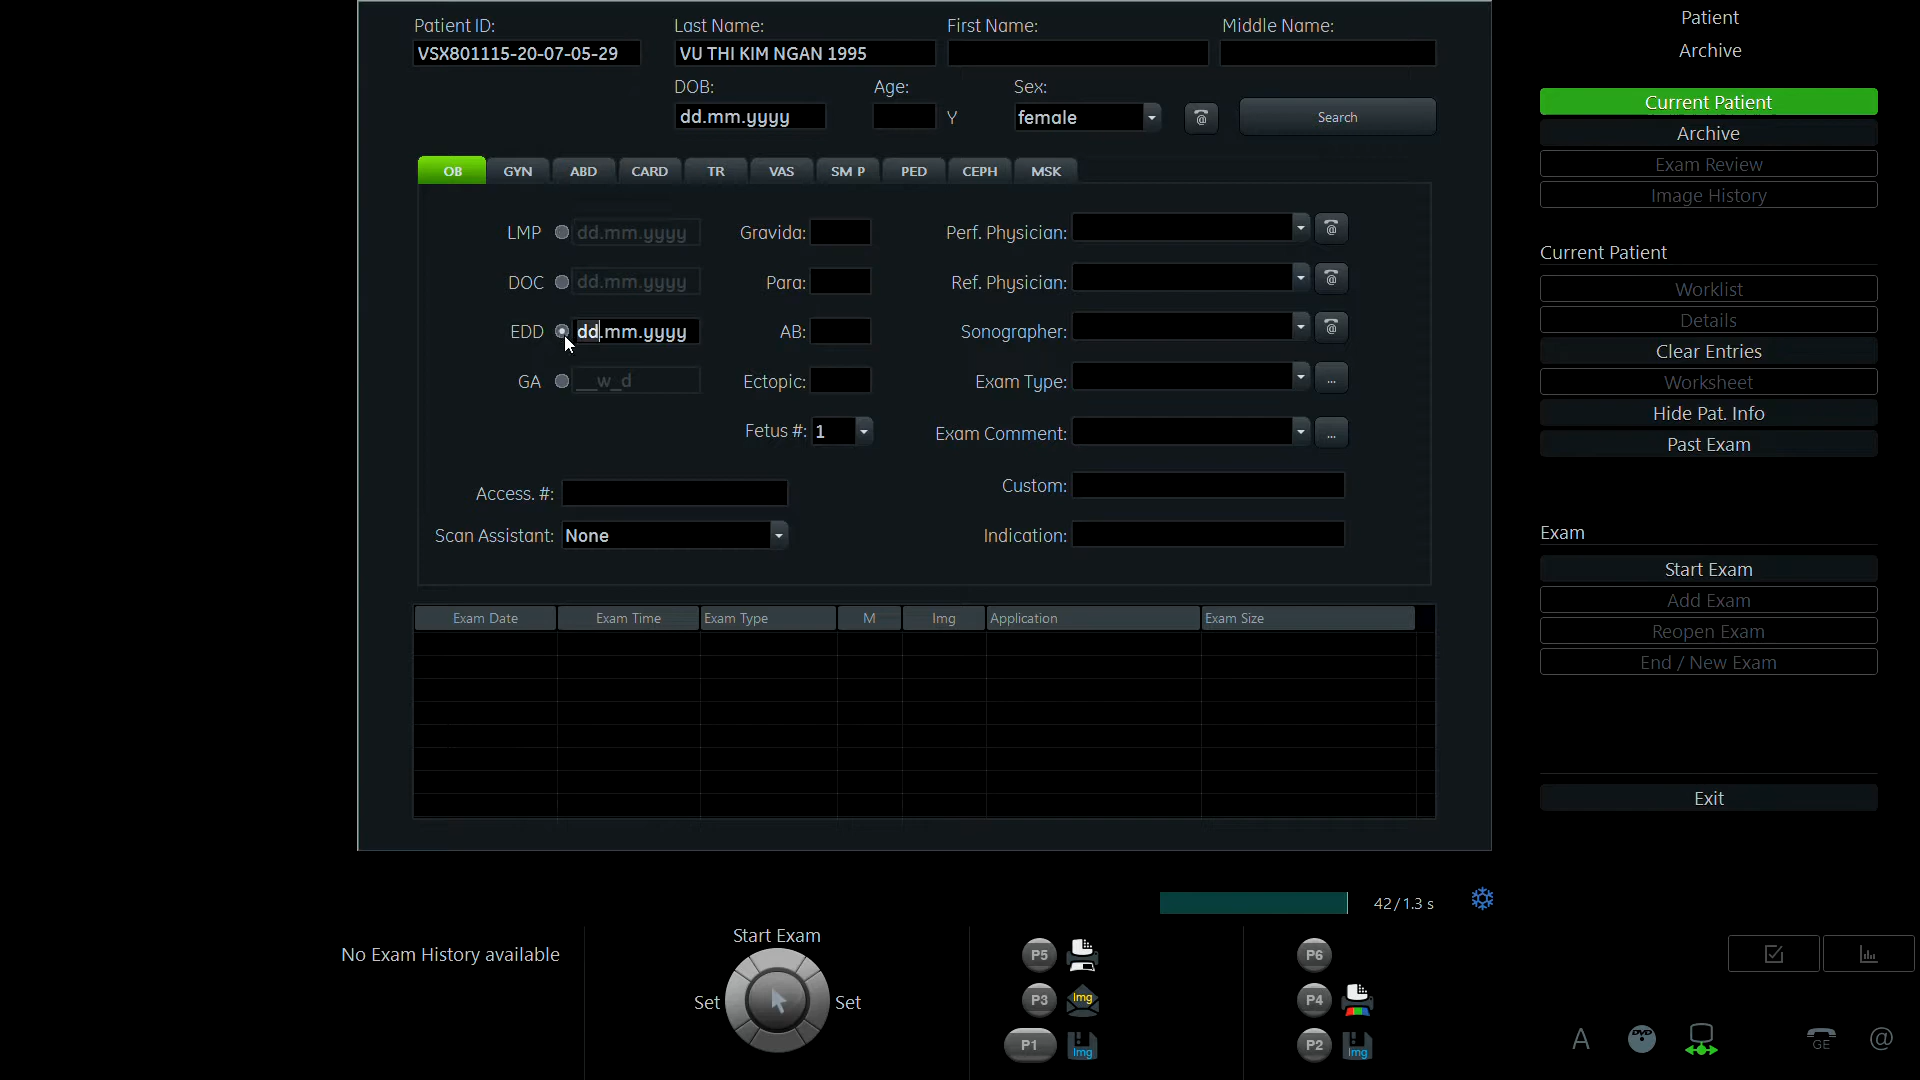 Patient ID:
Last Name:
First Name:
Middle Name:
VSX801115-20-07-05-29
VU THI KIM NGAN 1995
DOB:
Age:
Sex:
dd.mm.yyyy
Y
female
@
Search
OB
GYN
ABD
CARD
TR
VAS
SM P
PED
CEPH
MSK
LMP
dd.mm.yyyy
Gravida:
Perf. Physician:
@
DOC
dd.mm.yyyy
Para:
Ref. Physician:
@
EDD
dd.mm.yyyy
AB:
Sonographer:
@
GA
__w_d
Ectopic:
Exam Type:
...
Fetus #:
1
Exam Comment:
...
Access. #:
Custom:
Scan Assistant:
None
Indication:
Exam Date
Exam Time
Exam Type
M
Img
Application
Exam Size
Patient
Archive
Current Patient
Archive
Exam Review
Image History
Current Patient
Worklist
Details
Clear Entries
Worksheet
Hide Pat. Info
Past Exam
Exam
Start Exam
Add Exam
Reopen Exam
End / New Exam
Exit
42/1.3 s
No Exam History available
Start Exam
Set
Set
P5
P3
Img
P1
Img
P6
P4
P2
Img
A
DVD
GE
@